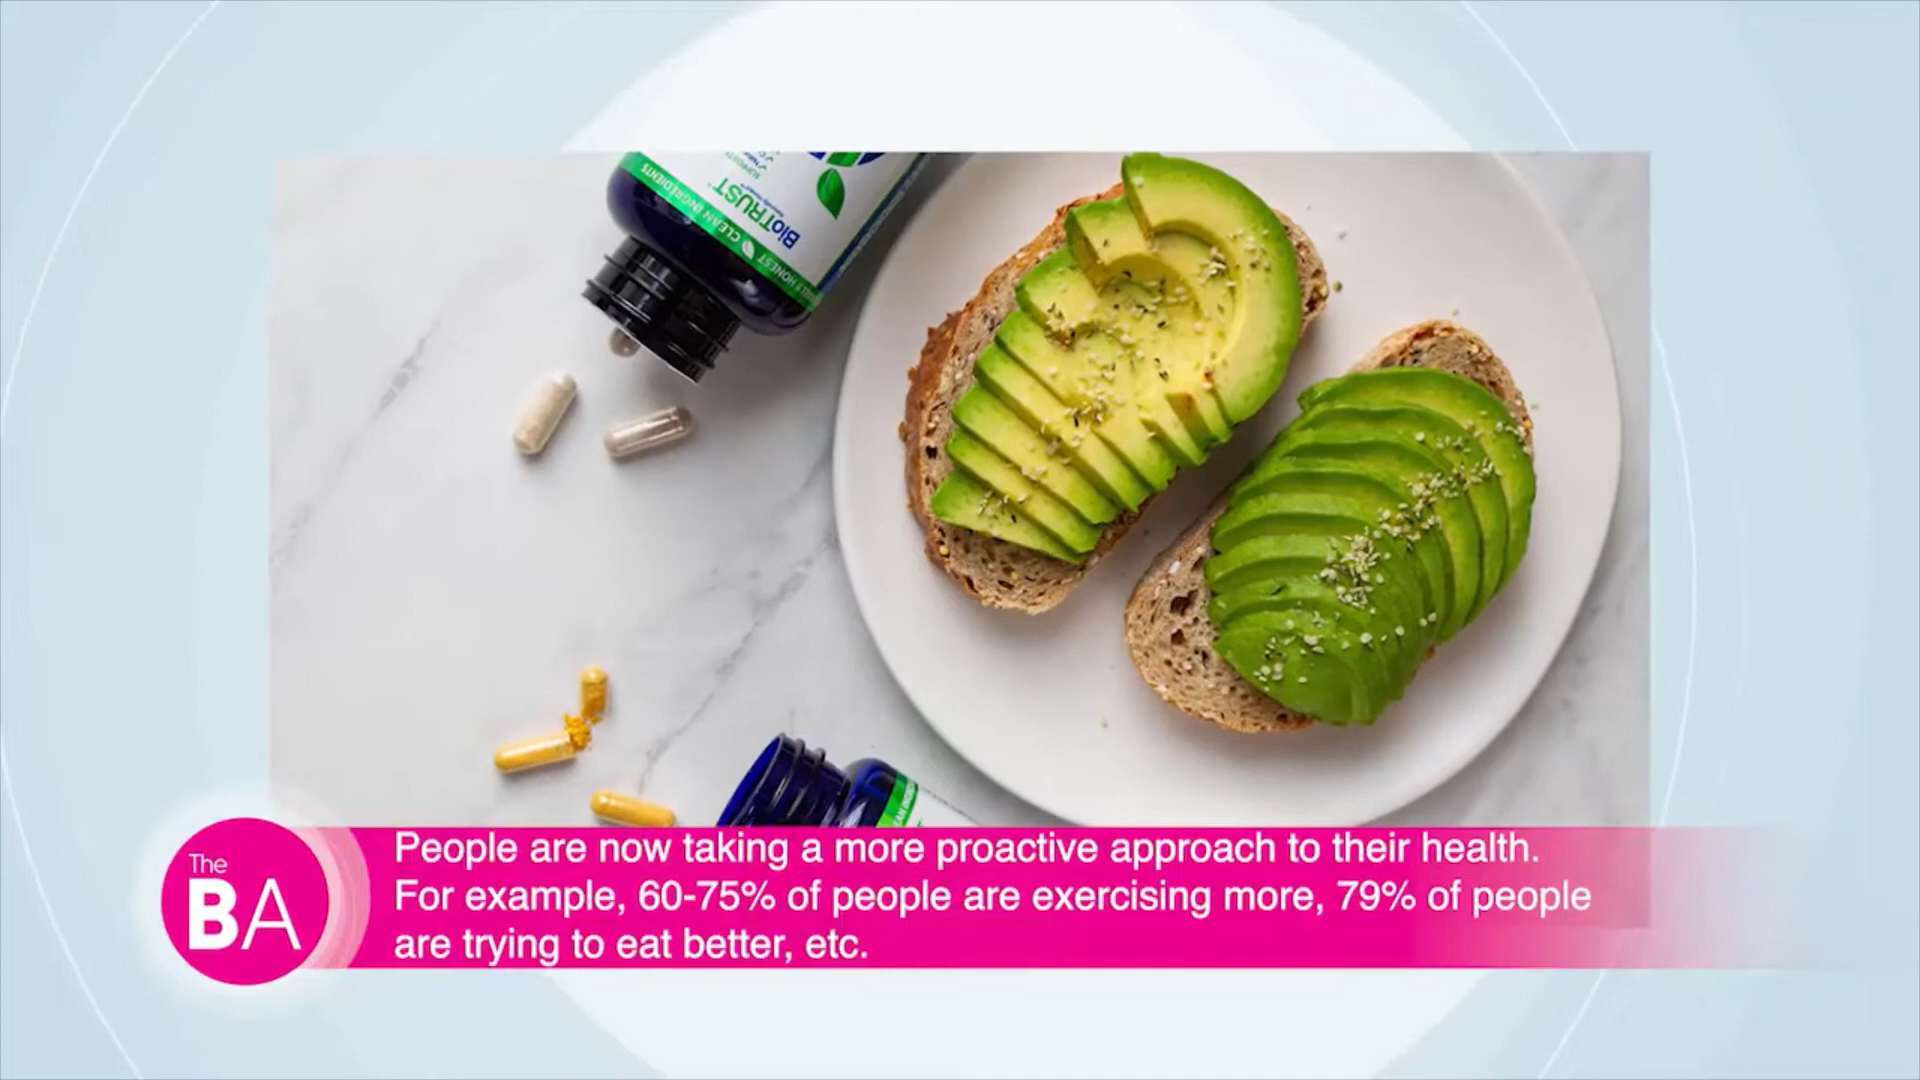 BioTRUST
HONEST CLEAN INGREDIENTS
The
BA
People are now taking a more proactive approach to their health.
For example, 60-75% of people are exercising more, 79% of people
are trying to eat better, etc.